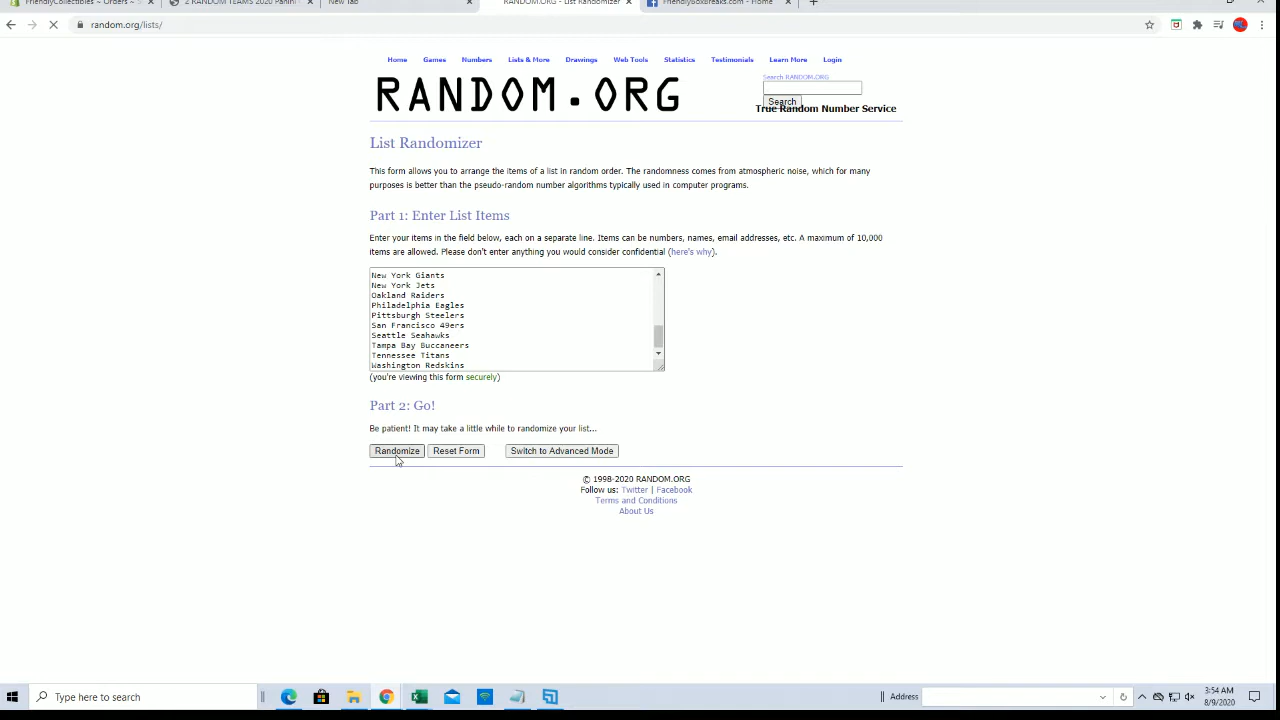 FriendlyCollectibles ~ Orders ~ S
2 RANDOM TEAMS 2020 Panini
New Tab
RANDOM.ORG - List Randomizer
FriendlyBoxBreaks.com - Home
random.org/lists/
Home Games Numbers Lists & More Drawings Web Tools Statistics Testimonials Learn More Login
RANDOM.ORG
Search RANDOM.ORG
Search
True Random Number Service
List Randomizer
This form allows you to arrange the items of a list in random order. The randomness comes from atmospheric noise, which for many
purposes is better than the pseudo-random number algorithms typically used in computer programs.
Part 1: Enter List Items
Enter your items in the field below, each on a separate line. Items can be numbers, names, email addresses, etc. A maximum of 10,000
items are allowed. Please don't enter anything you would consider confidential (here's why).
New York Giants
New York Jets
Oakland Raiders
Philadelphia Eagles
Pittsburgh Steelers
San Francisco 49ers
Seattle Seahawks
Tampa Bay Buccaneers
Tennessee Titans
Washington Redskins
(you're viewing this form securely)
Part 2: Go!
Be patient! It may take a little while to randomize your list...
Randomize Reset Form Switch to Advanced Mode
© 1998-2020 RANDOM.ORG
Follow us: Twitter | Facebook
Terms and Conditions
About Us
Type here to search
Address
3:54 AM
8/9/2020